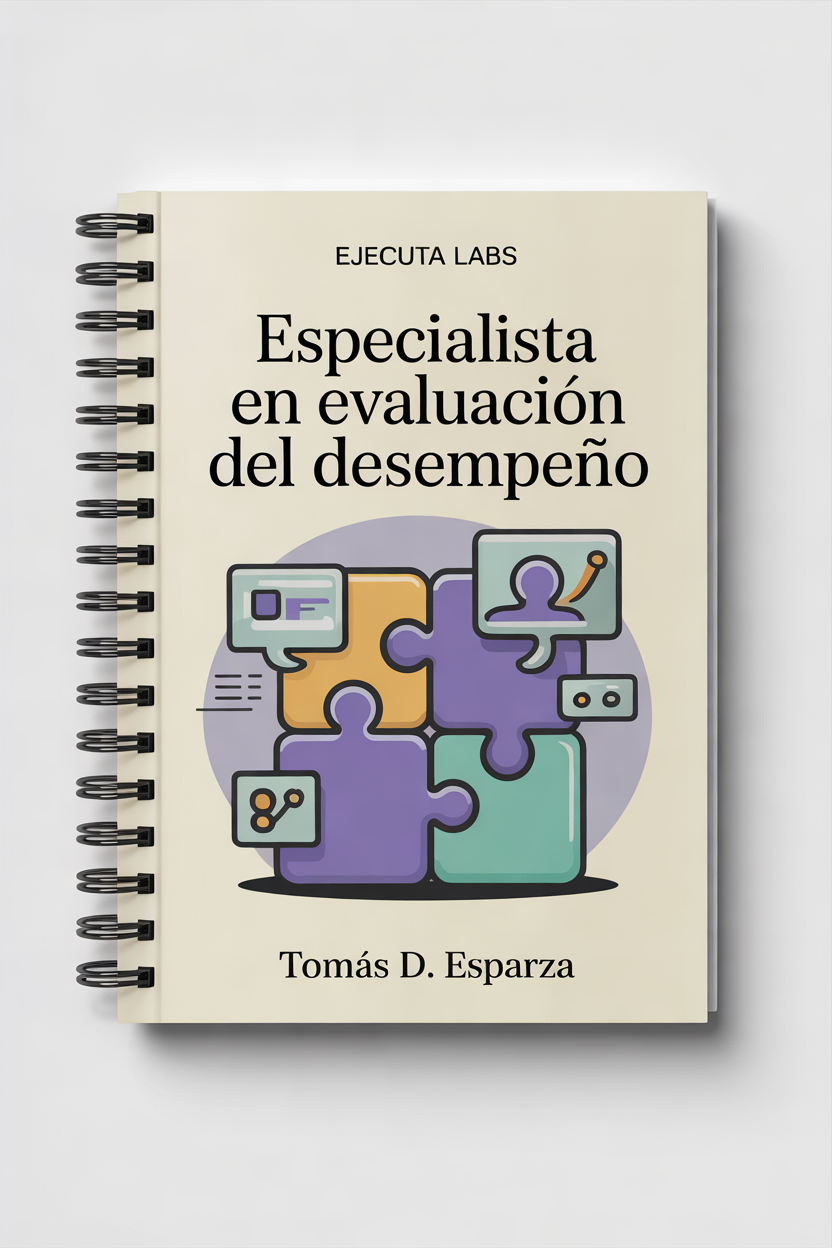 EJECUTA LABS
Especialista
en evaluación
del desempeño
Tomás D. Esparza